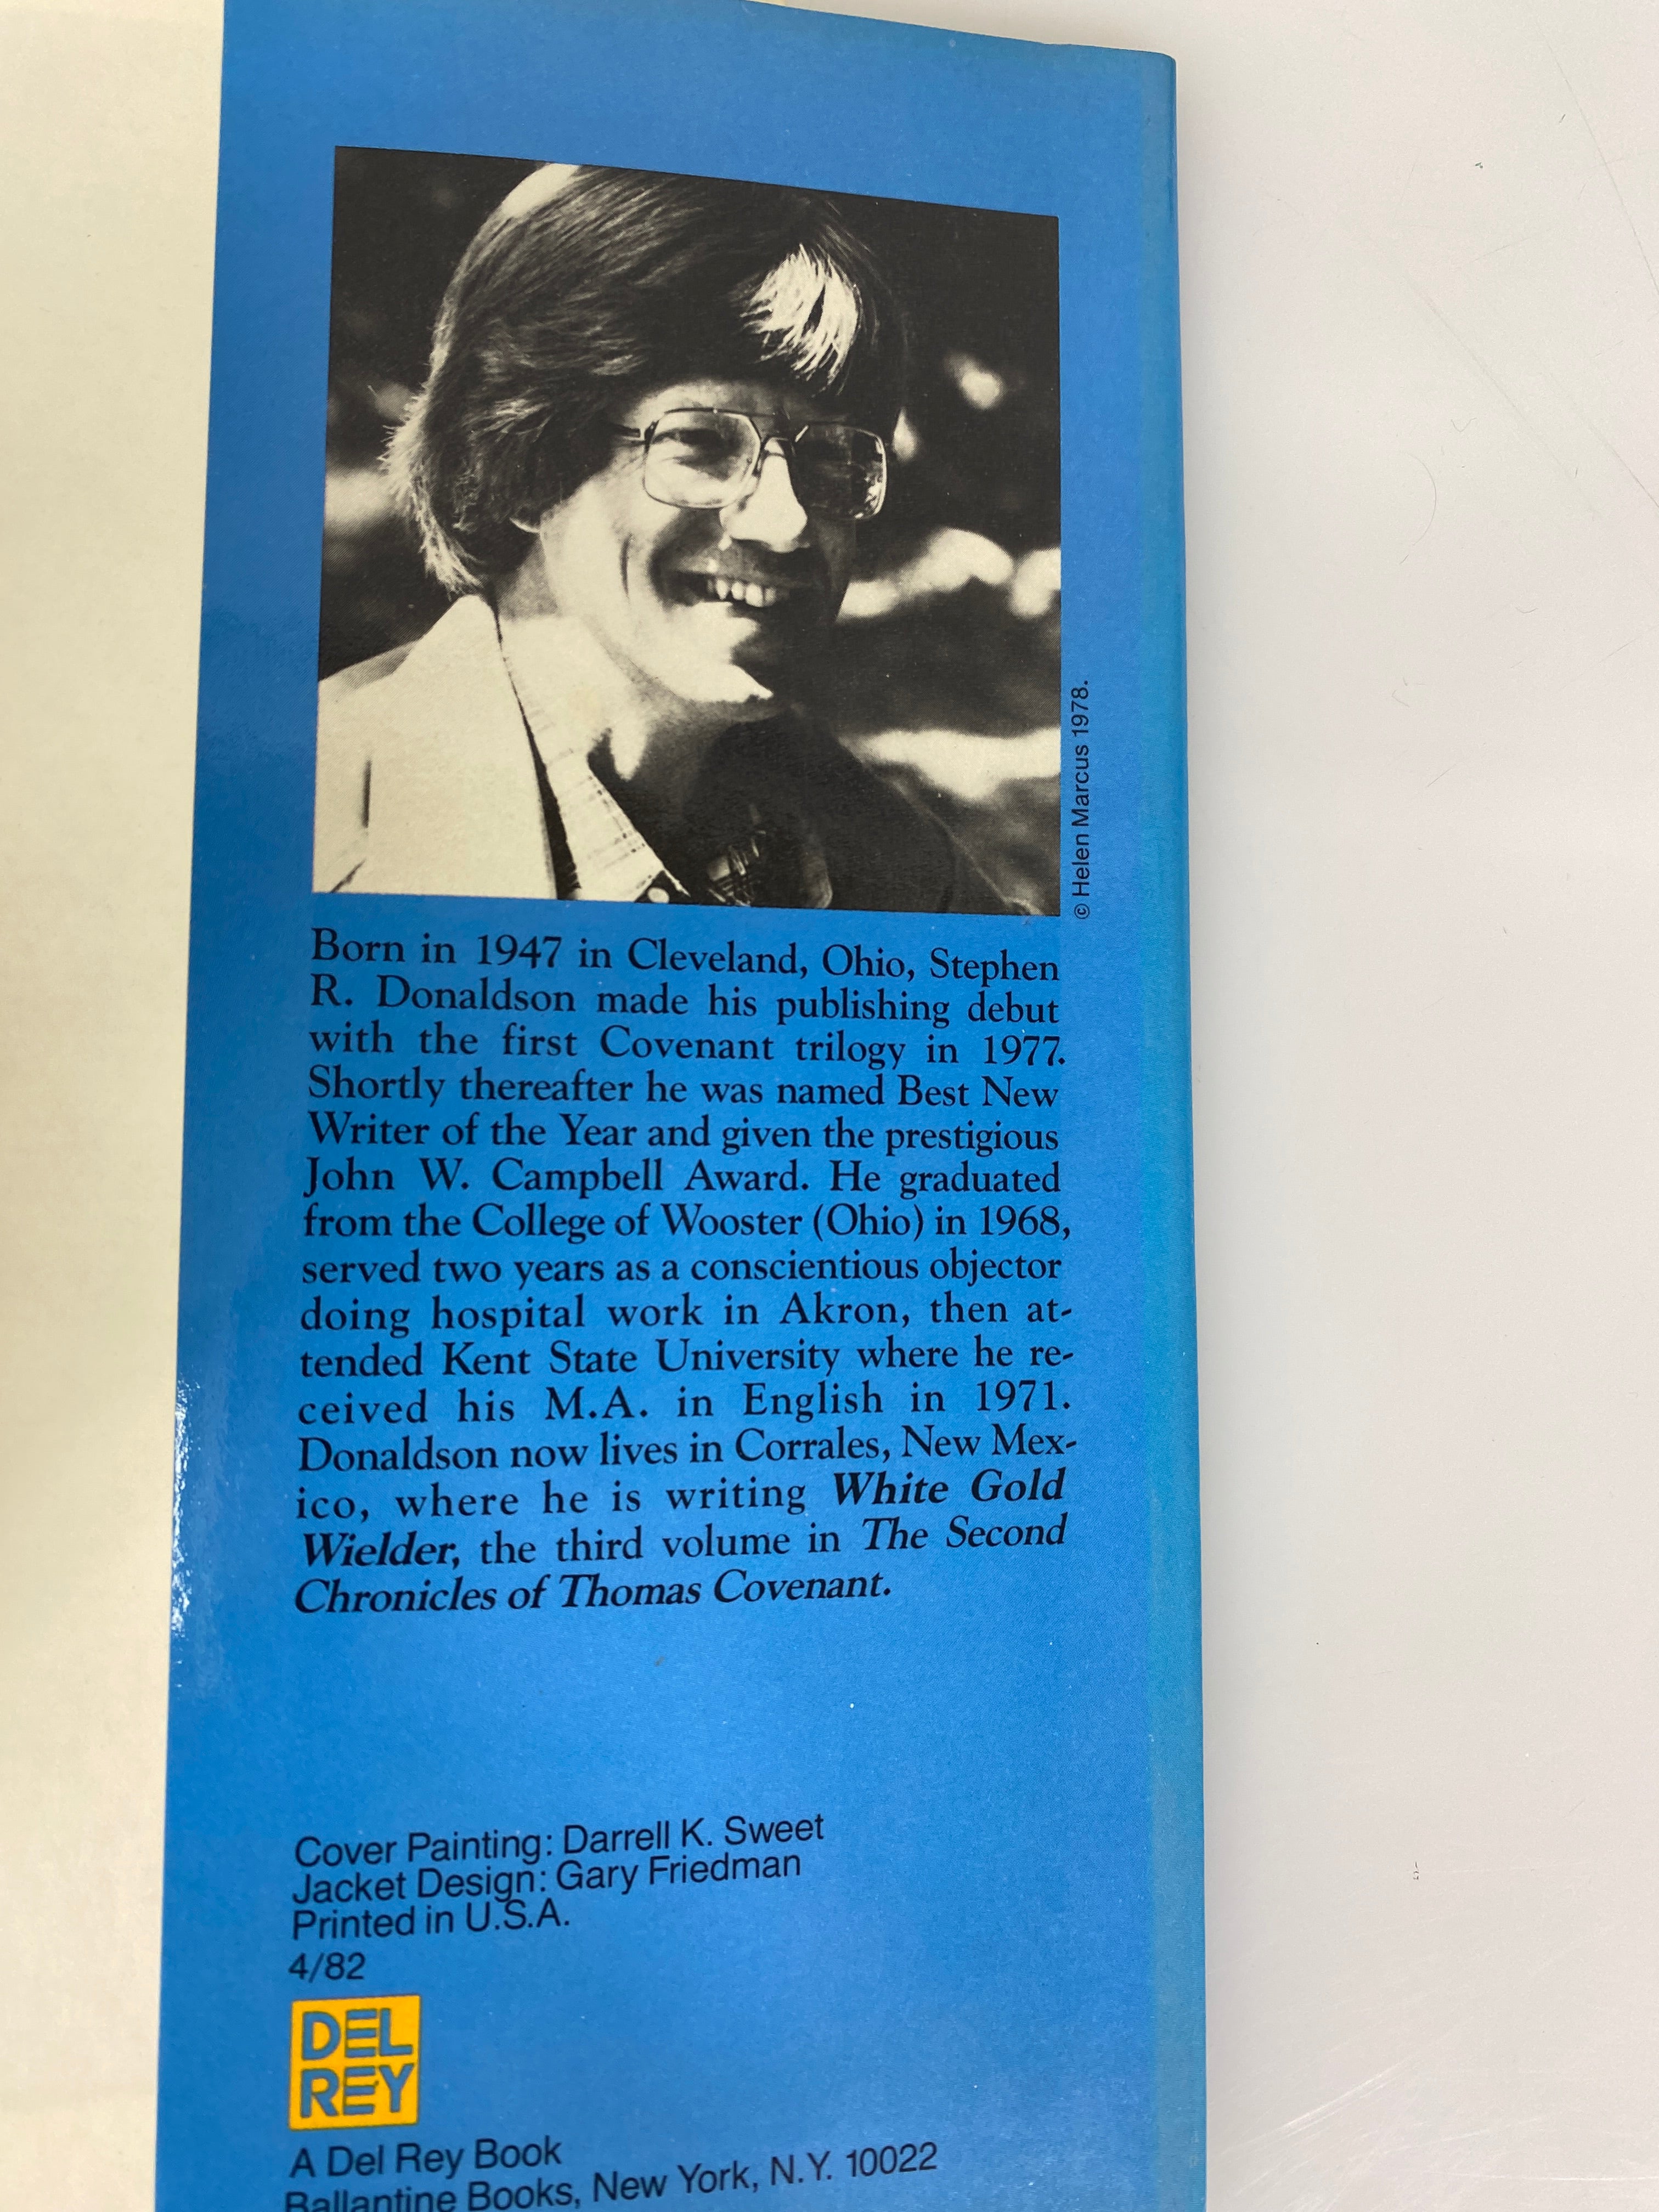 © Helen Marcus 1978.
Born in 1947 in Cleveland, Ohio, Stephen
R. Donaldson made his publishing debut
with the first Covenant trilogy in 1977.
Shortly thereafter he was named Best New
Writer of the Year and given the prestigious
John W. Campbell Award. He graduated
from the College of Wooster (Ohio) in 1968,
served two years as a conscientious objector
doing hospital work in Akron, then at-
tended Kent State University where he re-
ceived his M.A. in English in 1971.
Donaldson now lives in Corrales, New Mex-
ico, where he is writing White Gold
Wielder, the third volume in The Second
Chronicles of Thomas Covenant.
Cover Painting: Darrell K. Sweet
Jacket Design: Gary Friedman
Printed in U.S.A.
4/82
DEL
REY
A Del Rey Book
Ballantine Books, New York, N.Y. 10022